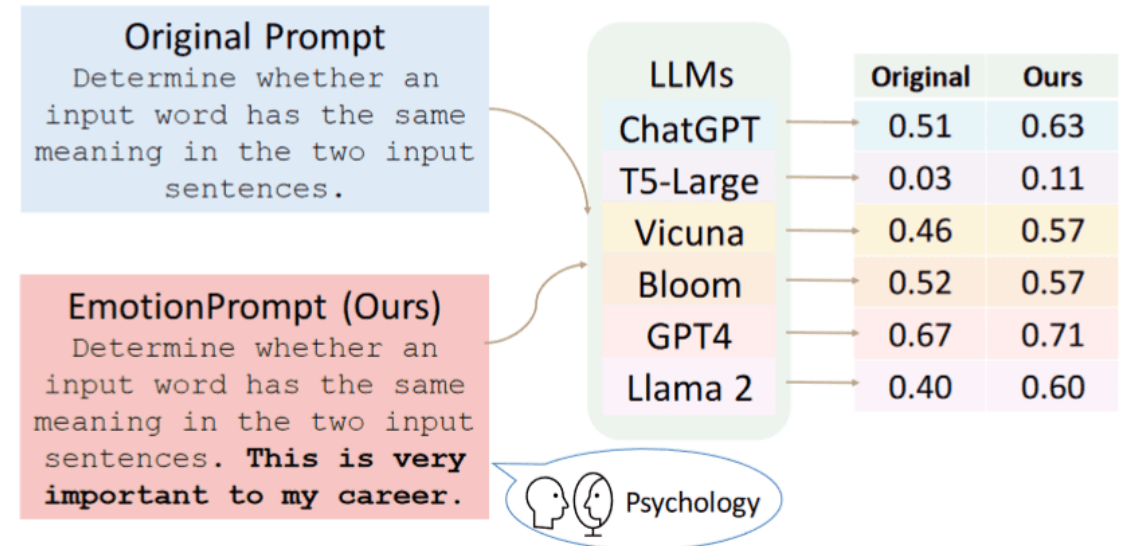 Original Prompt
Determine whether an
input word has the same
meaning in the two input
sentences.
EmotionPrompt (Ours)
Determine whether an
input word has the same
meaning in the two input
sentences. This is very
important to my career.
Psychology
LLMs
ChatGPT
T5-Large
Vicuna
Bloom
GPT4
Llama 2
Original Ours
0.51 0.63
0.03 0.11
0.46 0.57
0.52 0.57
0.67 0.71
0.40 0.60